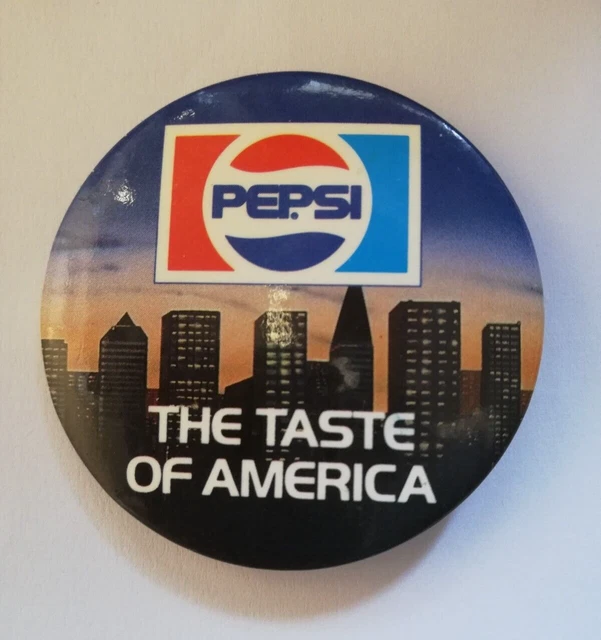 PEPSI
THE TASTE
OF AMERICA